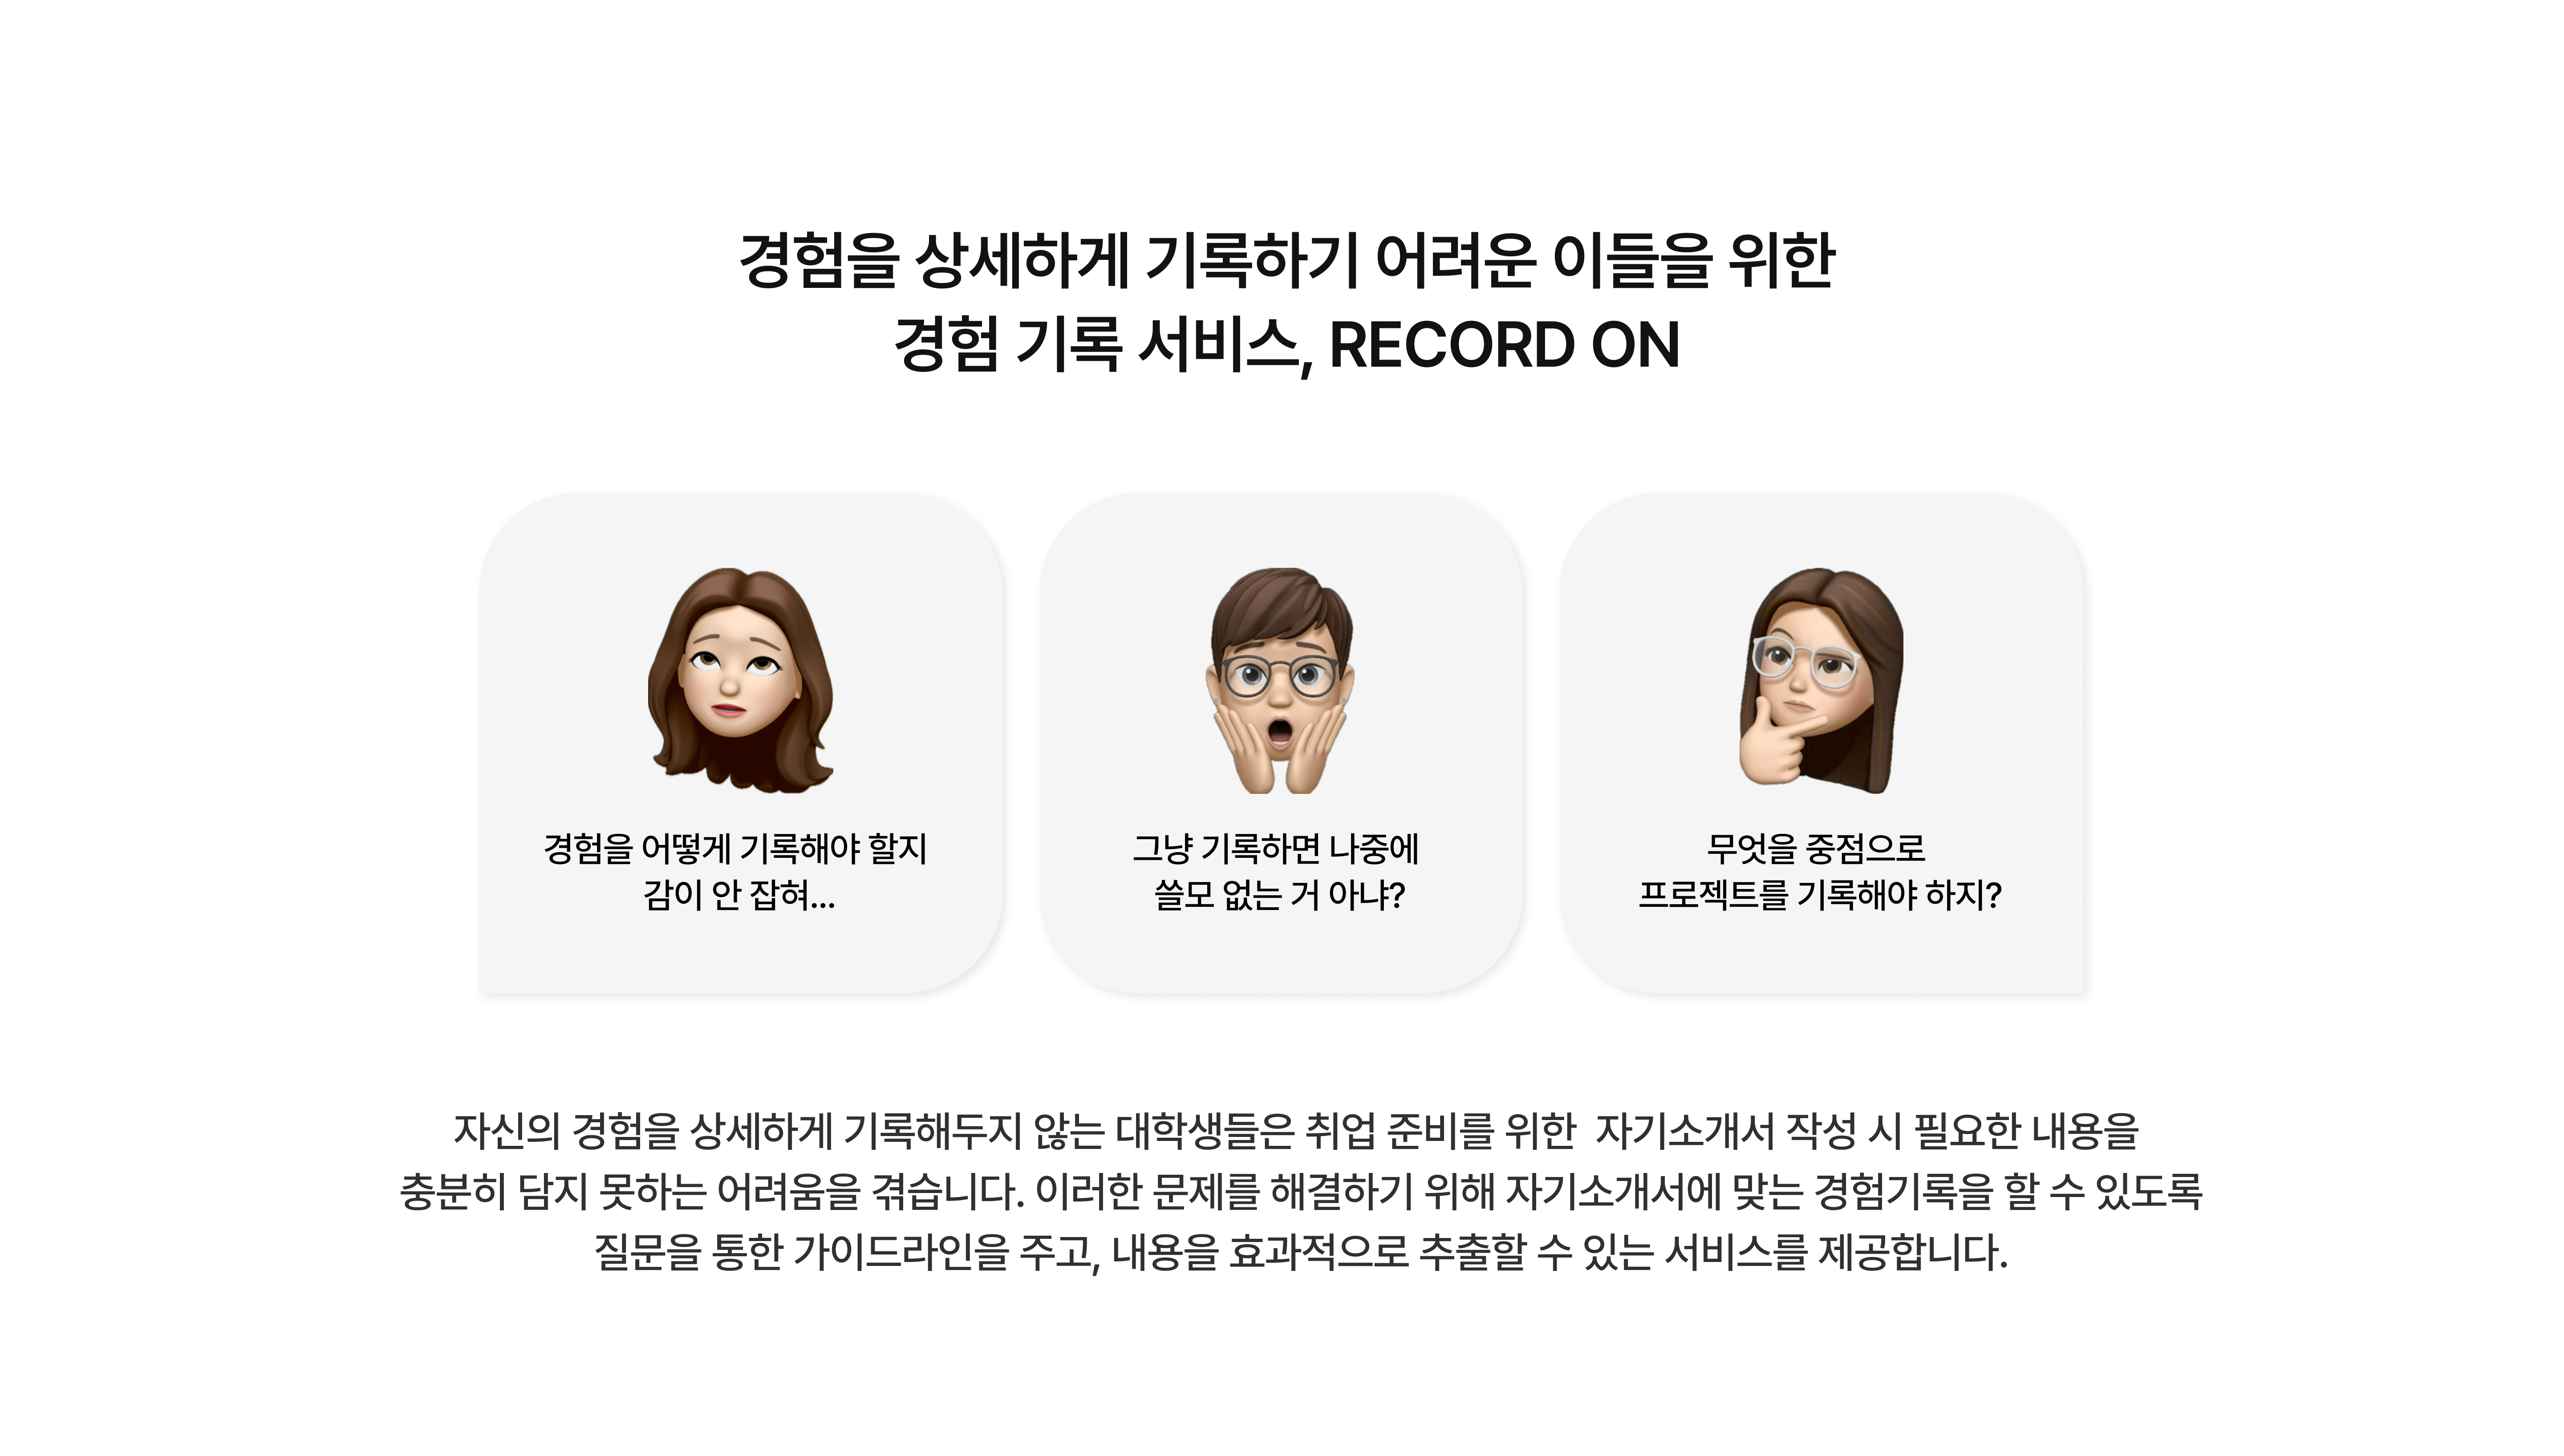 경험을 상세하게 기록하기 어려운 이들을 위한
경험 기록 서비스, RECORD ON
경험을 어떻게 기록해야 할지
감이 안 잡혀...
그냥 기록하면 나중에
쓸모 없는 거 아냐?
무엇을 중점으로
프로젝트를 기록해야 하지?
자신의 경험을 상세하게 기록해두지 않는 대학생들은 취업 준비를 위한 자기소개서 작성 시 필요한 내용을
충분히 담지 못하는 어려움을 겪습니다. 이러한 문제를 해결하기 위해 자기소개서에 맞는 경험기록을 할 수 있도록
질문을 통한 가이드라인을 주고, 내용을 효과적으로 추출할 수 있는 서비스를 제공합니다.